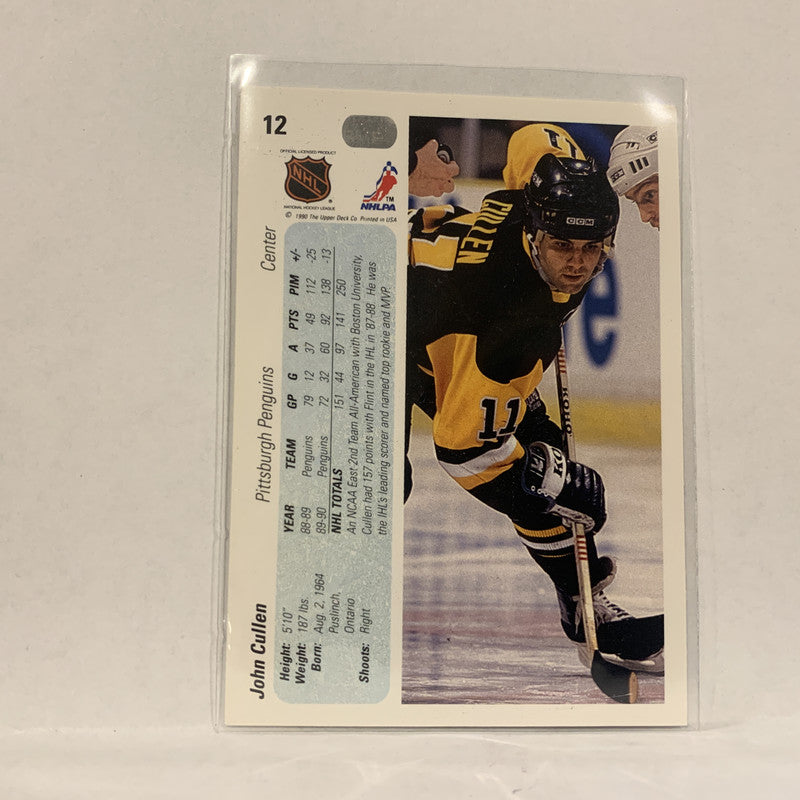 12
OFFICIAL LICENSED PRODUCT
NHL
®
NATIONAL HOCKEY LEAGUE
TM
NHLPA
© 1990 The Upper Deck Co. Printed in USA
John Cullen Pittsburgh Penguins Center
Height: 5'10"
Weight: 187 lbs.
Born: Aug. 2, 1964
Puslinch,
Ontario
Shoots: Right
YEAR TEAM GP G A PTS PIM +/-
88-89 Penguins 79 12 37 49 112 -25
89-90 Penguins 72 32 60 92 138 -13
NHL TOTALS 151 44 97 141 250
An NCAA East 2nd Team All-American with Boston University,
Cullen had 157 points with Flint in the IHL in '87-88. He was
the IHL's leading scorer and named top rookie and MVP.
CULLEN
11
CCM
11
KOHO